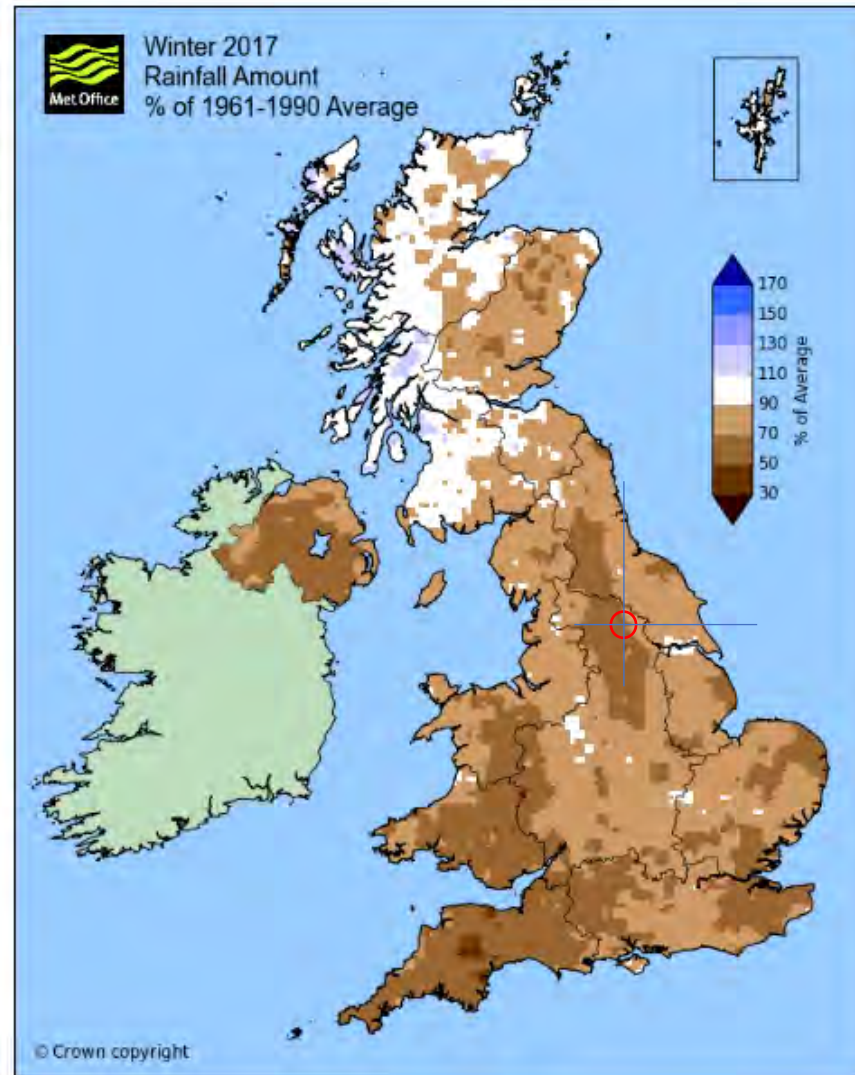 Met Office
Winter 2017
Rainfall Amount
% of 1961-1990 Average
170
150
130
110
90
70
50
30
% of Average
© Crown copyright